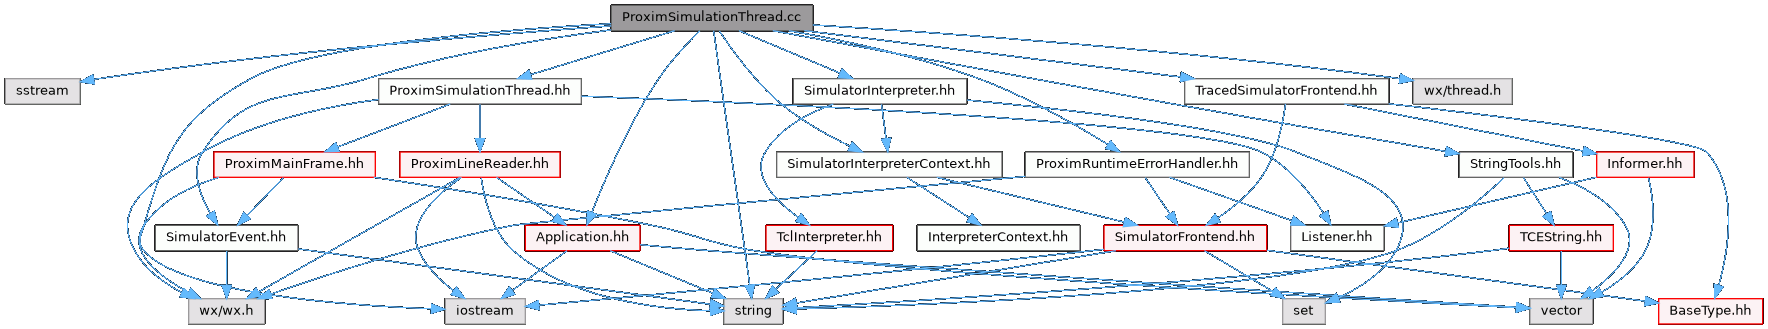 ProximSimulationThread.cc
sstream
ProximSimulationThread.hh
SimulatorInterpreter.hh
TracedSimulatorFrontend.hh
wx/thread.h
ProximMainFrame.hh
ProximLineReader.hh
SimulatorInterpreterContext.hh
ProximRuntimeErrorHandler.hh
StringTools.hh
Informer.hh
SimulatorEvent.hh
Application.hh
TclInterpreter.hh
InterpreterContext.hh
SimulatorFrontend.hh
Listener.hh
TCEString.hh
wx/wx.h
iostream
string
set
vector
BaseType.hh